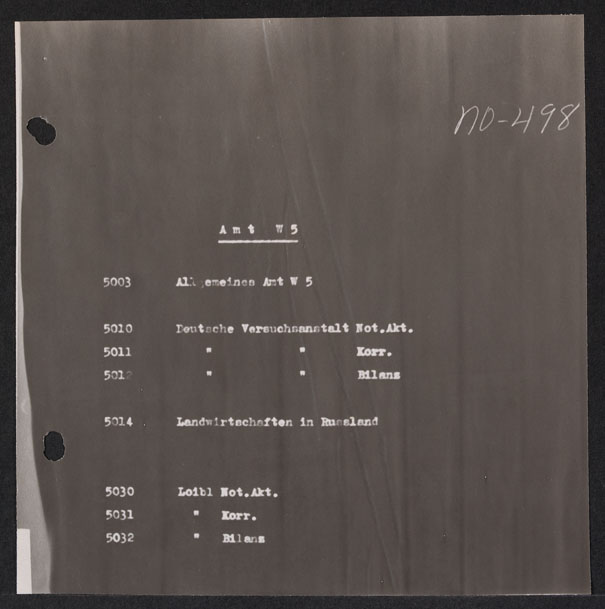 NO-498
Amt W 5
5003 Allgemeines Amt W 5
5010 Deutsche Versuchsanstalt Not.Akt.
5011 " " Korr.
5012 " " Bilanz
5014 Landwirtschaften in Russland
5030 Loibl Not.Akt.
5031 " Korr.
5032 " Bilanz